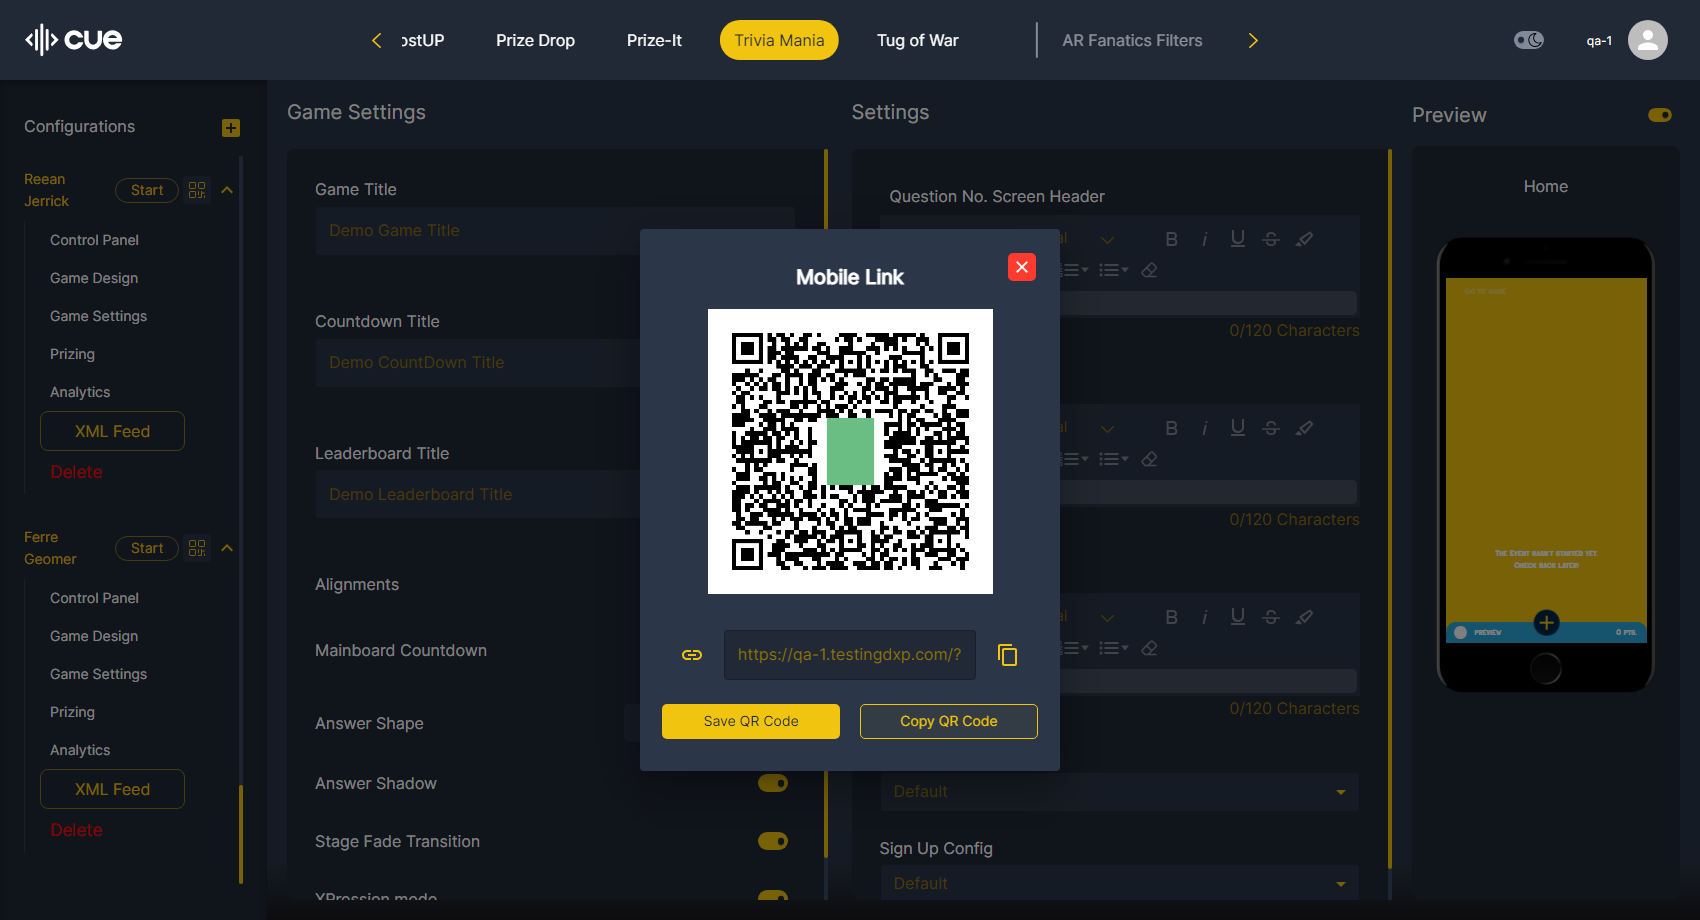 cue
ostUP
Prize Drop
Prize-It
Trivia Mania
Tug of War
AR Fanatics Filters
qa-1
Configurations
Reean
Jerrick
Start
Control Panel
Game Design
Game Settings
Prizing
Analytics
XML Feed
Delete
Ferre
Geomer
Start
Control Panel
Game Design
Game Settings
Prizing
Analytics
XML Feed
Delete
Game Settings
Game Title
Demo Game Title
Countdown Title
Demo CountDown Title
Leaderboard Title
Demo Leaderboard Title
Alignments
Mainboard Countdown
Answer Shape
Answer Shadow
Stage Fade Transition
XPression mode
Mobile Link
https://qa-1.testingdxp.com/?
Save QR Code
Copy QR Code
Settings
Question No. Screen Header
al
B i U S
0/120 Characters
al
B i U S
0/120 Characters
al
B i U S
0/120 Characters
Default
Sign Up Config
Default
Preview
Home
The Event hasn't started yet.
Check back later!
PREVIEW
0 PTS.